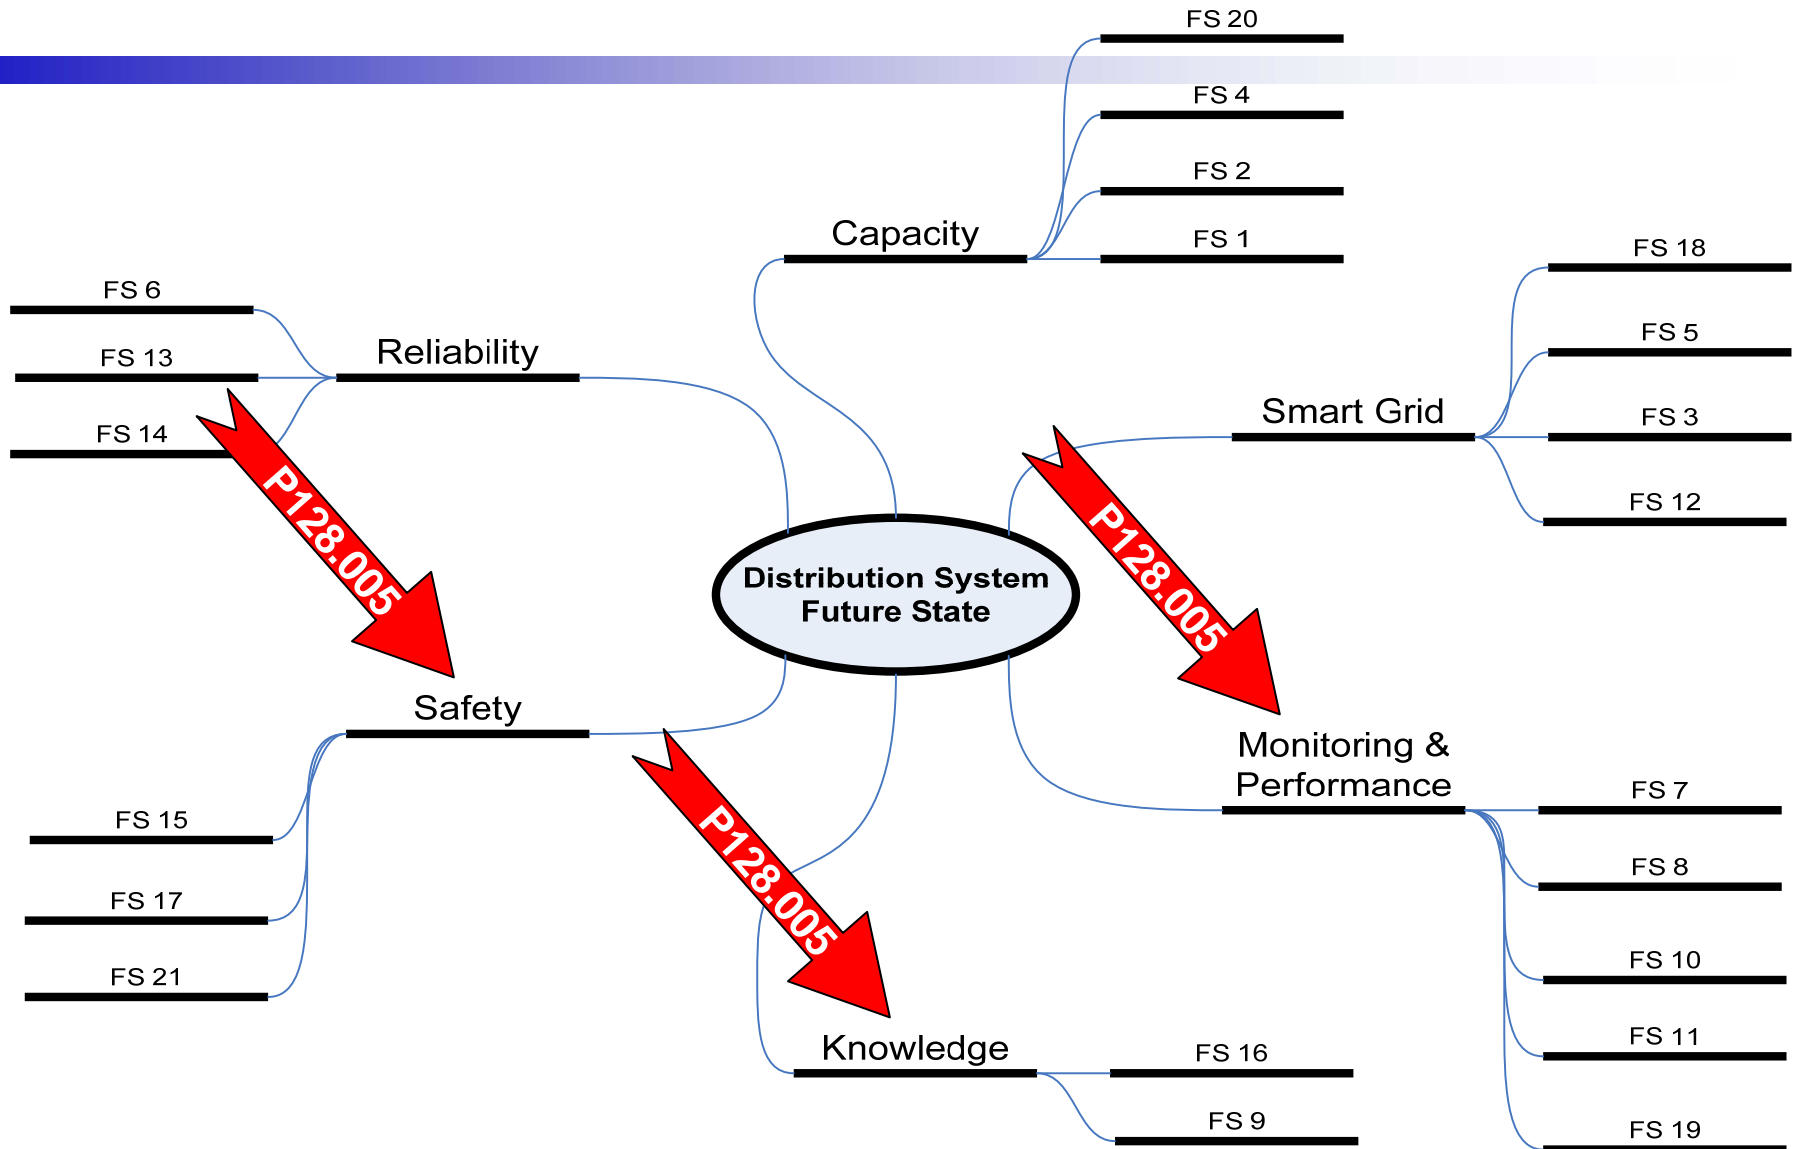 FS 20
FS 4
FS 2
Capacity
FS 1
FS 18
FS 5
Smart Grid
FS 3
FS 12
FS 6
Reliability
FS 13
FS 14
P128.005
P128.005
Distribution System
Future State
Safety
FS 15
FS 17
FS 21
P128.005
Monitoring &
Performance
FS 7
FS 8
FS 10
FS 11
FS 19
Knowledge
FS 16
FS 9